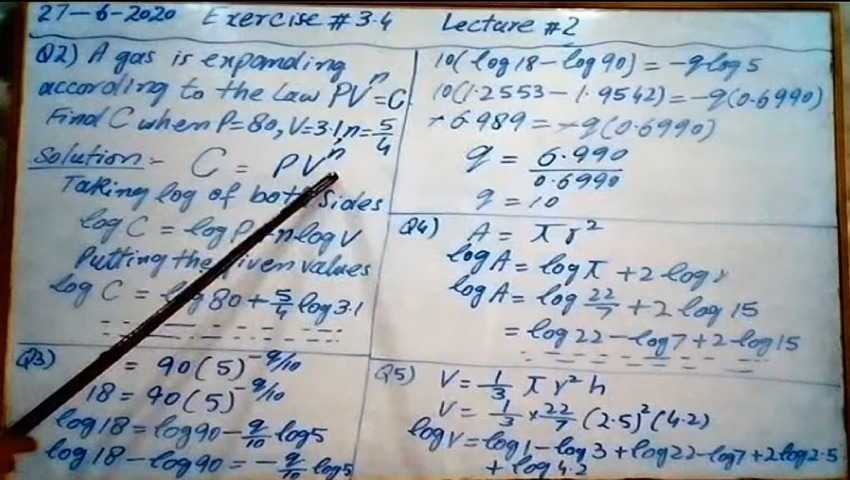 27-6-2020 Exercise # 3.4 Lecture #2
Q2) A gas is expanding
according to the Law PVⁿ=C.
Find C when P=80, V=3.1, n=5/4
Solution:- C = PVⁿ
Taking log of both sides
log C = log P + n log V
Putting the given values
log C = log 80 + 5/4 log 3.1
Q3) = 90(5)^-q/10
18 = 90(5)^-q/10
log 18 = log 90 - q/10 log 5
log 18 - log 90 = - q/10 log 5
10(log 18 - log 90) = -q log 5
10(1.2553 - 1.9542) = -q(0.6990)
-6.989 = -q(0.6990)
q = 6.990/0.6990
q = 10
Q4) A = π r²
log A = log π + 2 log r
log A = log 22/7 + 2 log 15
= log 22 - log 7 + 2 log 15
Q5) V = 1/3 π r² h
V = 1/3 × 22/7 (2.5)² (4.2)
log V = log 1 - log 3 + log 22 - log 7 + 2 log 2.5
+ log 4.2